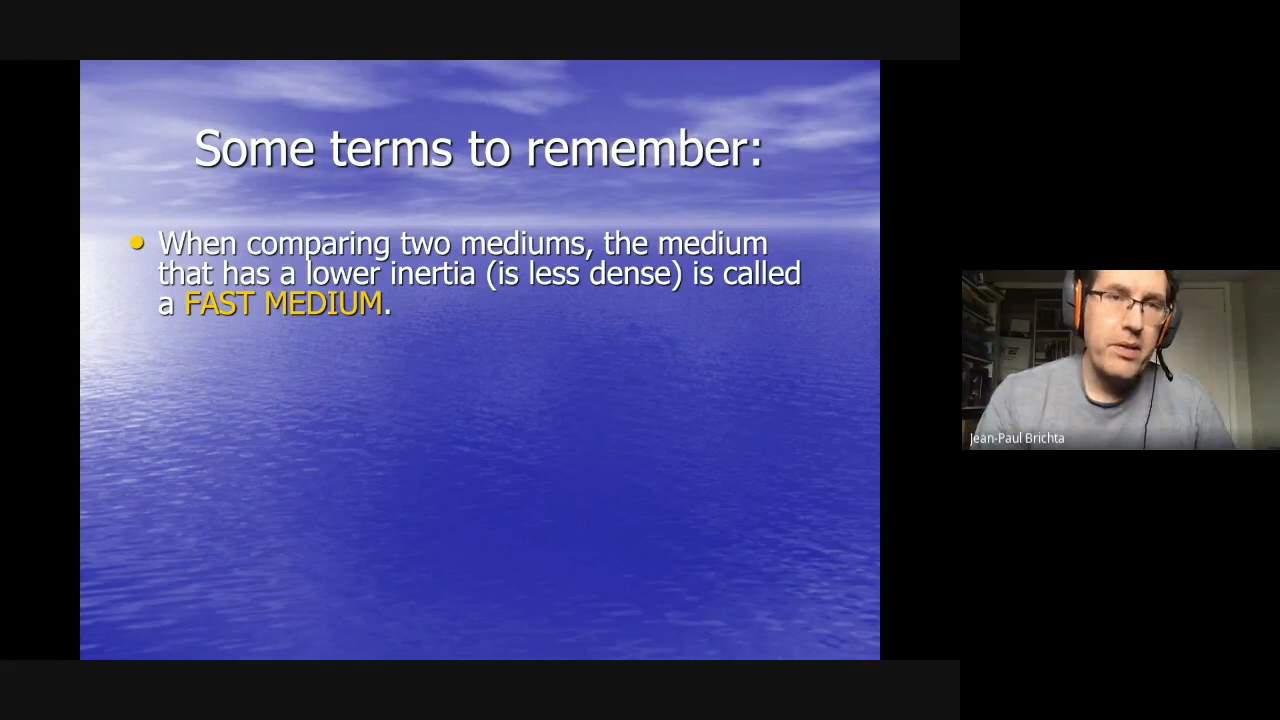 Some terms to remember:
When comparing two mediums, the medium
that has a lower inertia (is less dense) is called
a FAST MEDIUM.
Jean-Paul Brichta